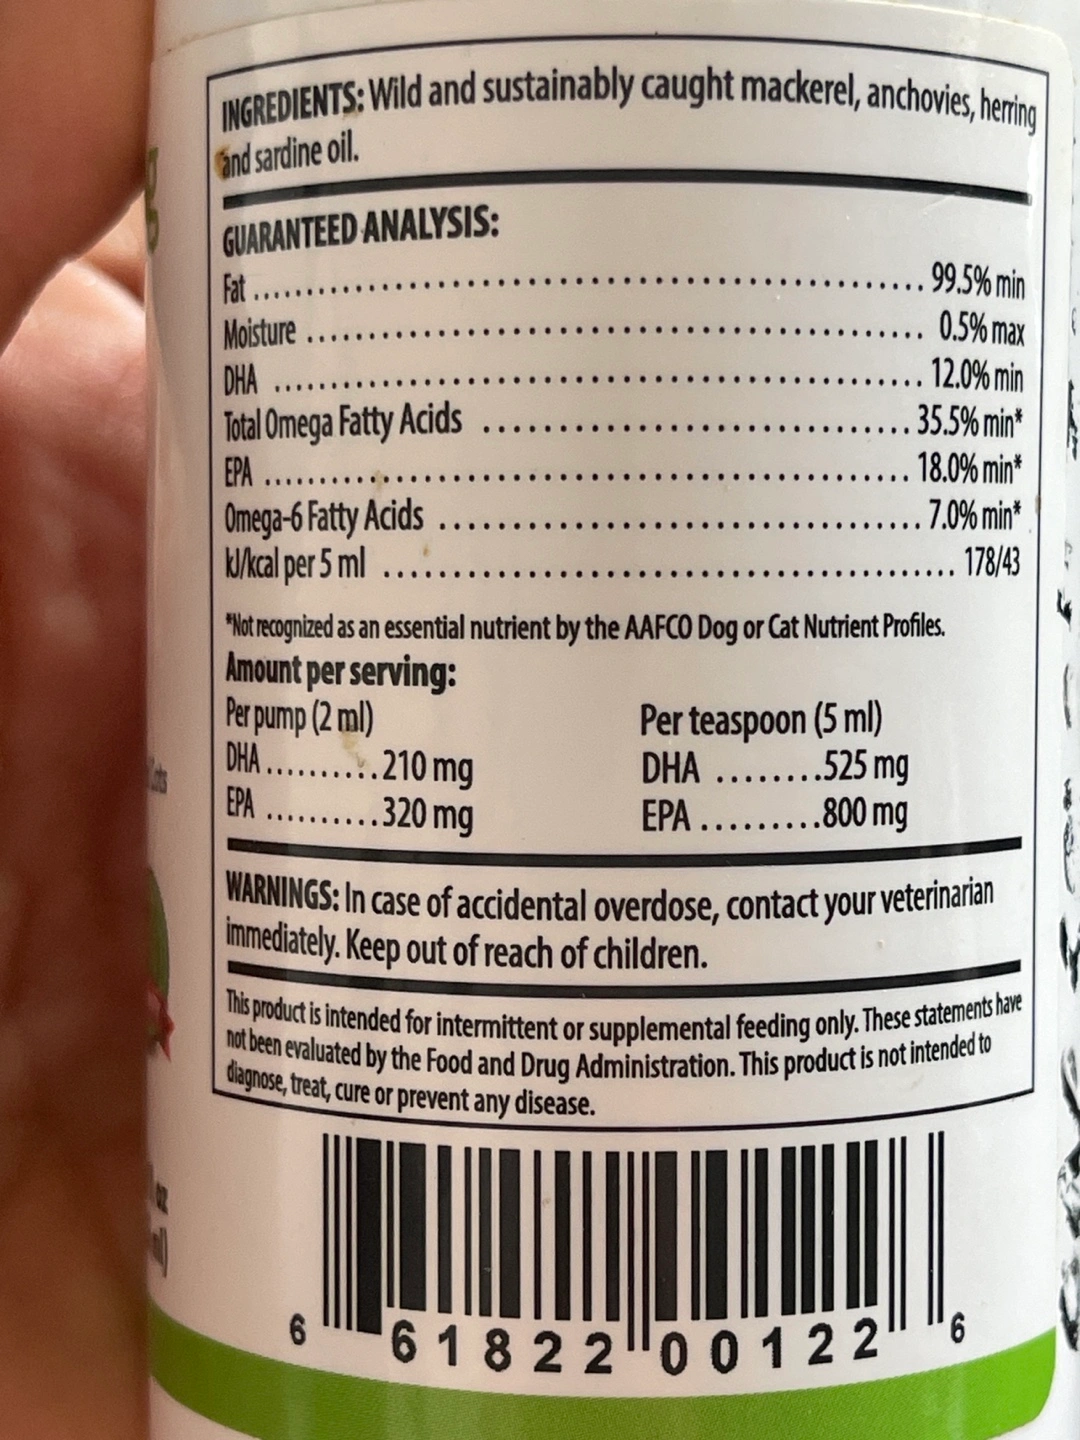 INGREDIENTS: Wild and sustainably caught mackerel, anchovies, herring
and sardine oil.
GUARANTEED ANALYSIS:
Fat .......................................................... 99.5% min
Moisture .................................................... 0.5% max
DHA ........................................................ 12.0% min
Total Omega Fatty Acids .................................... 35.5% min*
EPA ........................................................ 18.0% min*
Omega-6 Fatty Acids ........................................ 7.0% min*
kJ/kcal per 5 ml ............................................ 178/43
*Not recognized as an essential nutrient by the AAFCO Dog or Cat Nutrient Profiles.
Amount per serving:
Per pump (2 ml) Per teaspoon (5 ml)
DHA..........210 mg DHA ........525 mg
EPA ..........320 mg EPA.........800 mg
WARNINGS: In case of accidental overdose, contact your veterinarian
immediately. Keep out of reach of children.
This product is intended for intermittent or supplemental feeding only. These statements have
not been evaluated by the Food and Drug Administration. This product is not intended to
diagnose, treat, cure or prevent any disease.
oz
ml)
6 61822 00122 6